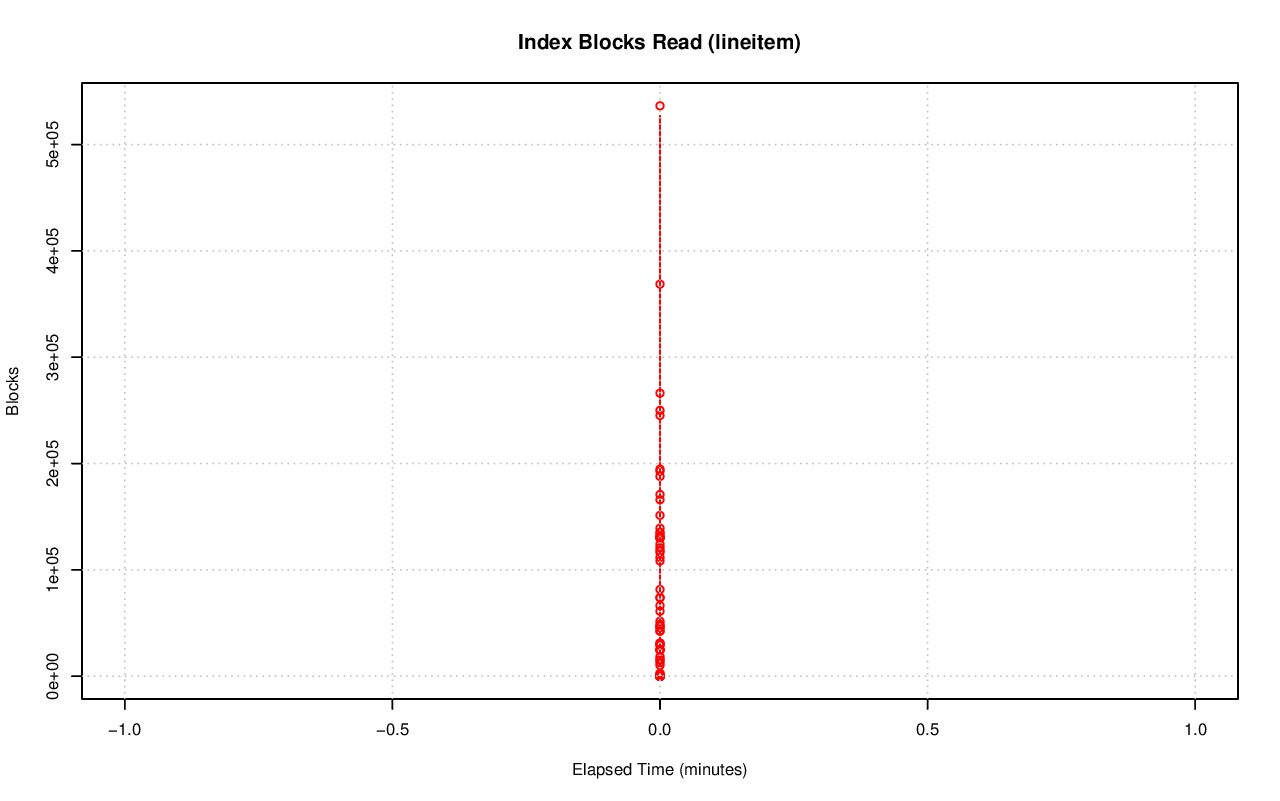 Index Blocks Read (lineitem)
5e+05
4e+05
3e+05
2e+05
1e+05
0e+00
Blocks
−1.0
−0.5
0.0
0.5
1.0
Elapsed Time (minutes)